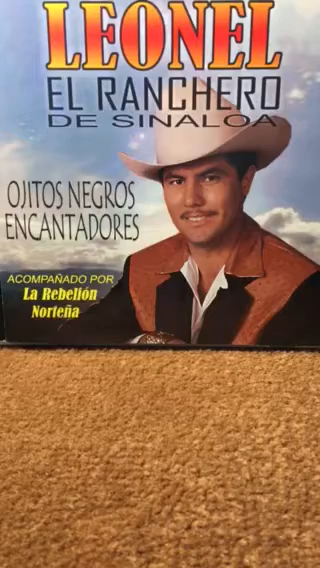 LEONEL
EL RANCHERO
DE SINALOA
OJITOS NEGROS
ENCANTADORES
ACOMPAÑADO POR
La Rebelión
Norteña